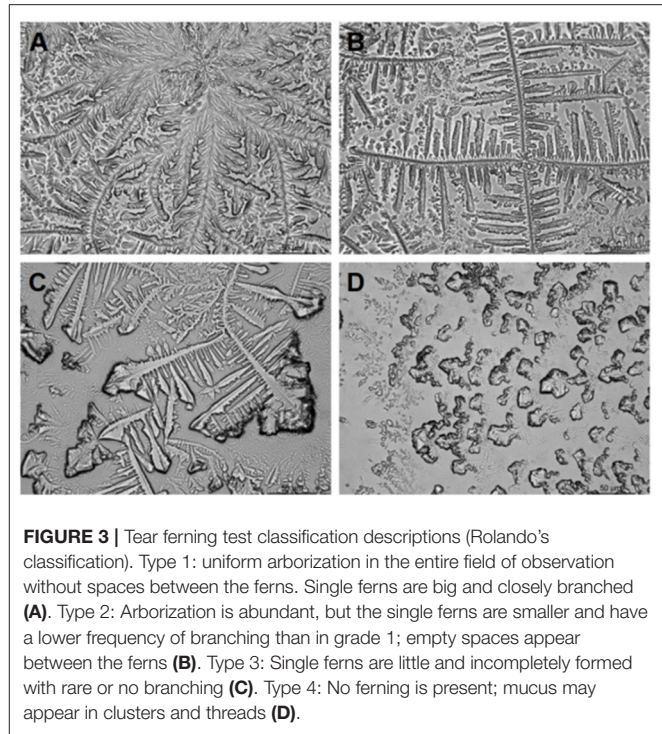 A
B
C
D
50 µm
FIGURE 3 | Tear ferning test classification descriptions (Rolando's
classification). Type 1: uniform arborization in the entire field of observation
without spaces between the ferns. Single ferns are big and closely branched
(A). Type 2: Arborization is abundant, but the single ferns are smaller and have
a lower frequency of branching than in grade 1; empty spaces appear
between the ferns (B). Type 3: Single ferns are little and incompletely formed
with rare or no branching (C). Type 4: No ferning is present; mucus may
appear in clusters and threads (D).